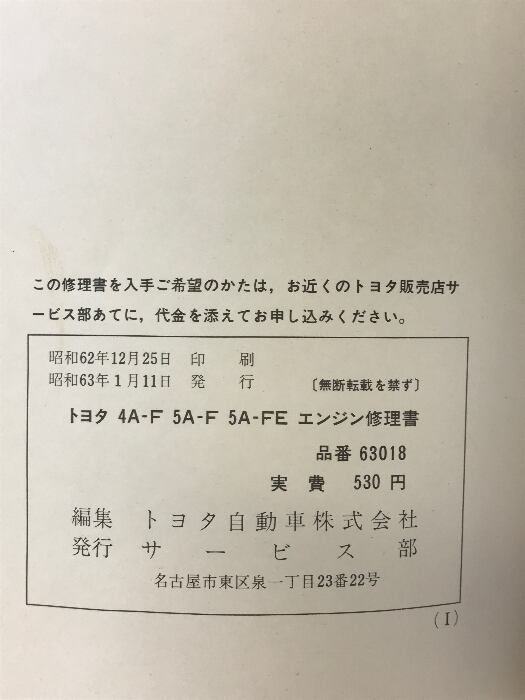 この修理書を入手ご希望のかたは，お近くのトヨタ販売店サ
ービス部あてに，代金を添えてお申し込みください。
昭和62年12月25日 印 刷
昭和63年1月11日 発 行 〔無断転載を禁ず〕
トヨタ 4A-F 5A-F 5A-FE エンジン修理書
品番 63018
実 費 530 円
編集 トヨタ自動車株式会社
発行 サービス部
名古屋市東区泉一丁目23番22号
(I)